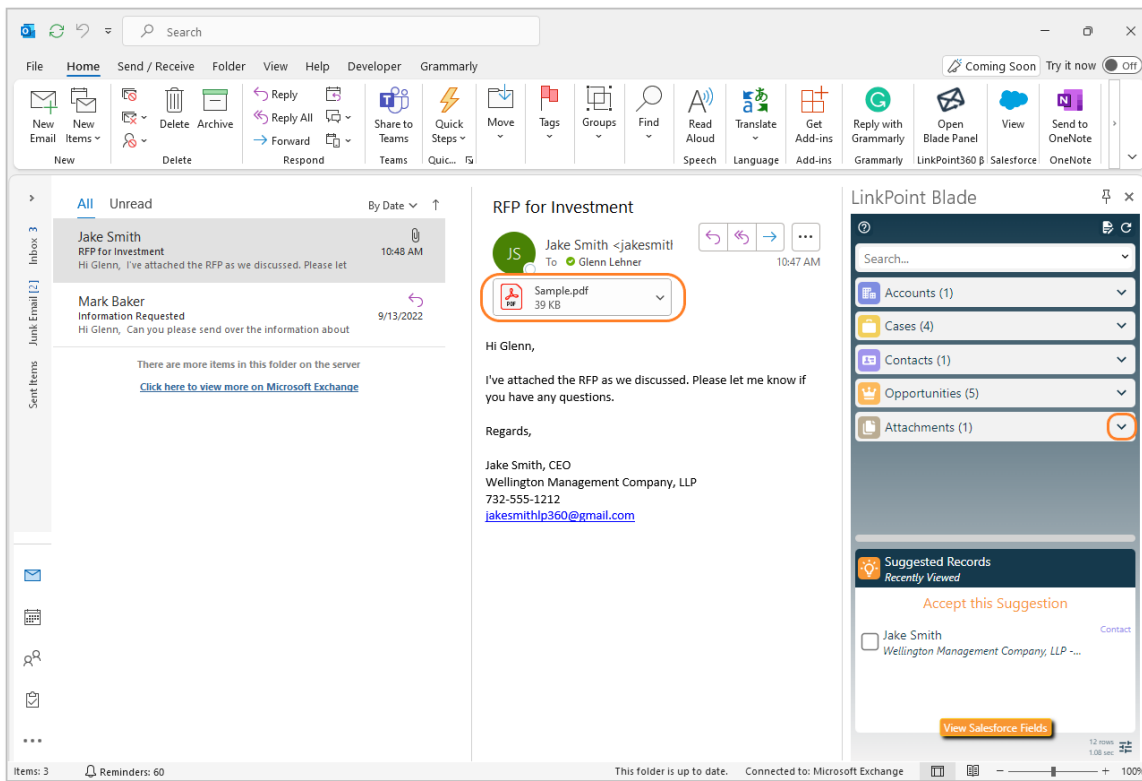 Search
File Home Send / Receive Folder View Help Developer Grammarly Coming Soon Try it now Off
New Email
New Items
Delete
Archive
Reply
Reply All
Forward
Share to Teams
Quick Steps
Move
Tags
Groups
Find
Read Aloud
Translate
Get Add-ins
Reply with Grammarly
Open Blade Panel
View
Send to OneNote
New Delete Respond Teams Quic... Speech Language Add-ins Grammarly LinkPoint360 β Salesforce OneNote
Inbox 3
Junk Email [2]
Sent Items
All Unread By Date
Jake Smith
RFP for Investment 10:48 AM
Hi Glenn, I've attached the RFP as we discussed. Please let
Mark Baker
Information Requested 9/13/2022
Hi Glenn, Can you please send over the information about
There are more items in this folder on the server
Click here to view more on Microsoft Exchange
RFP for Investment
JS
Jake Smith <jakesmitl
To Glenn Lehner 10:47 AM
PDF
Sample.pdf
39 KB
Hi Glenn,
I've attached the RFP as we discussed. Please let me know if
you have any questions.
Regards,
Jake Smith, CEO
Wellington Management Company, LLP
732-555-1212
jakesmithlp360@gmail.com
LinkPoint Blade
Search...
Accounts (1)
Cases (4)
Contacts (1)
Opportunities (5)
Attachments (1)
Suggested Records
Recently Viewed
Accept this Suggestion
Jake Smith Contact
Wellington Management Company, LLP -...
View Salesforce Fields
12 rows
1.08 sec
Items: 3 Reminders: 60 This folder is up to date. Connected to: Microsoft Exchange 100%